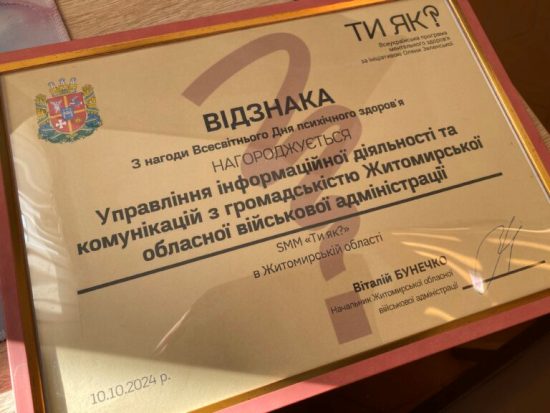 ТИ ЯК?
Всеукраїнська програма
ментального здоров'я
за ініціативою Олени Зеленської
ВІДЗНАКА
З нагоди Всесвітнього Дня психічного здоров'я
НАГОРОДЖУЄТЬСЯ
Управління інформаційної діяльності та
комунікацій з громадськістю Житомирської
обласної військової адміністрації
SMM «Ти як?»
в Житомирській області
Віталій БУНЕЧКО
Начальник Житомирської обласної
військової адміністрації
10.10.2024 р.